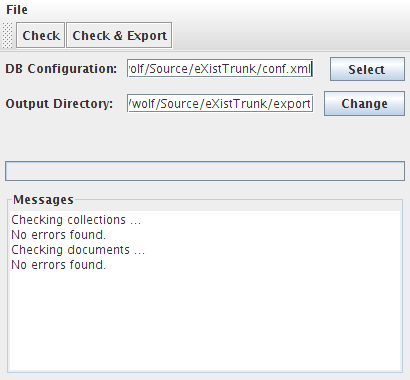 File
Check Check & Export
DB Configuration: olf/Source/eXistTrunk/conf.xml Select
Output Directory: /wolf/Source/eXistTrunk/export Change
Messages
Checking collections ...
No errors found.
Checking documents ...
No errors found.